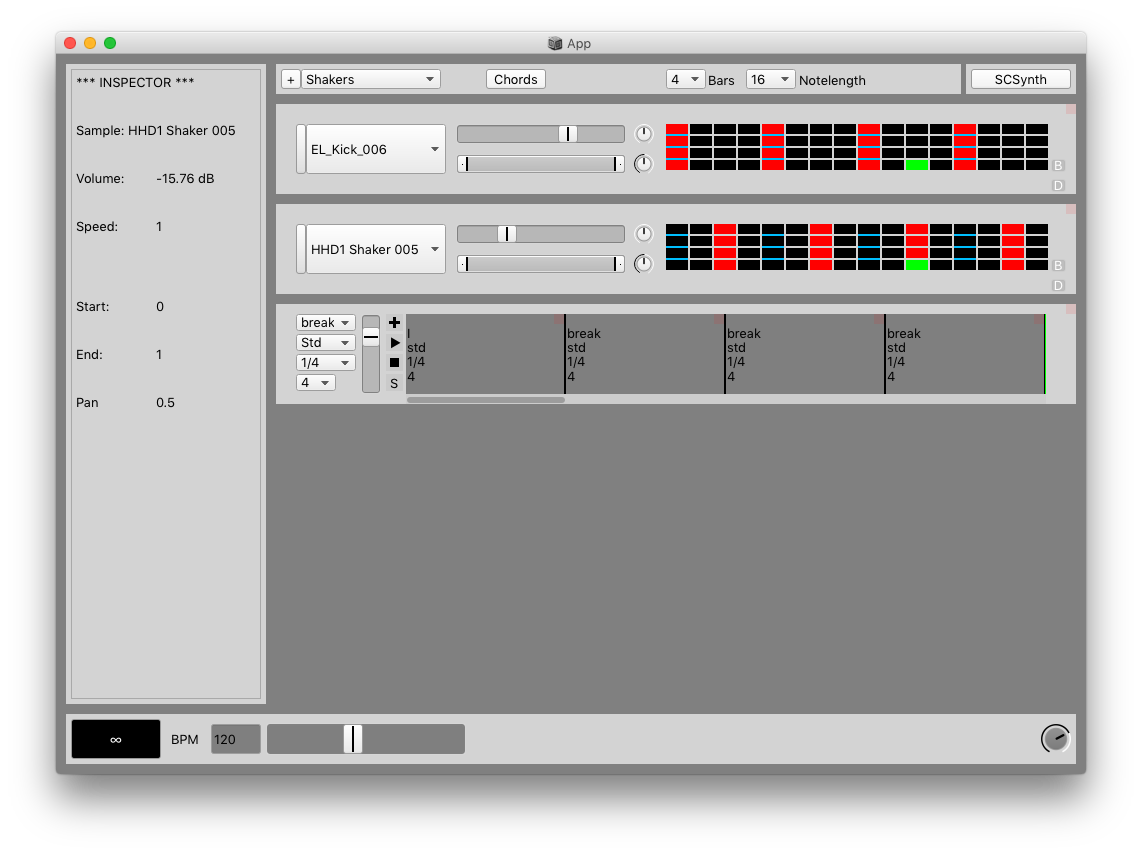 App
*** INSPECTOR ***
Sample: HHD1 Shaker 005
Volume: -15.76 dB
Speed: 1
Start: 0
End: 1
Pan 0.5
+ Shakers Chords 4 Bars 16 Notelength SCSynth
EL_Kick_006
B
D
HHD1 Shaker 005
B
D
break
Std
1/4
4
S
I
std
1/4
4
break
std
1/4
4
break
std
1/4
4
break
std
1/4
4
∞ BPM 120